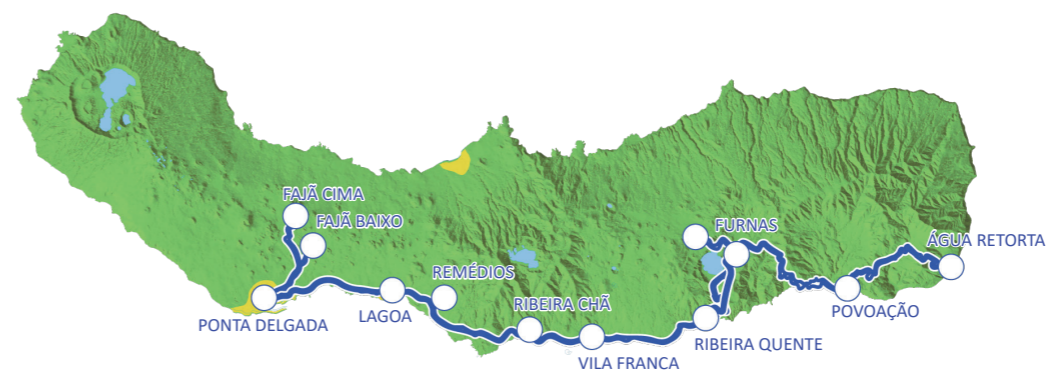 FAJÃ CIMA
FAJÃ BAIXO
FURNAS
ÁGUA RETORTA
REMÉDIOS
RIBEIRA CHÃ
POVOAÇÃO
LAGOA
PONTA DELGADA
RIBEIRA QUENTE
VILA FRANCA